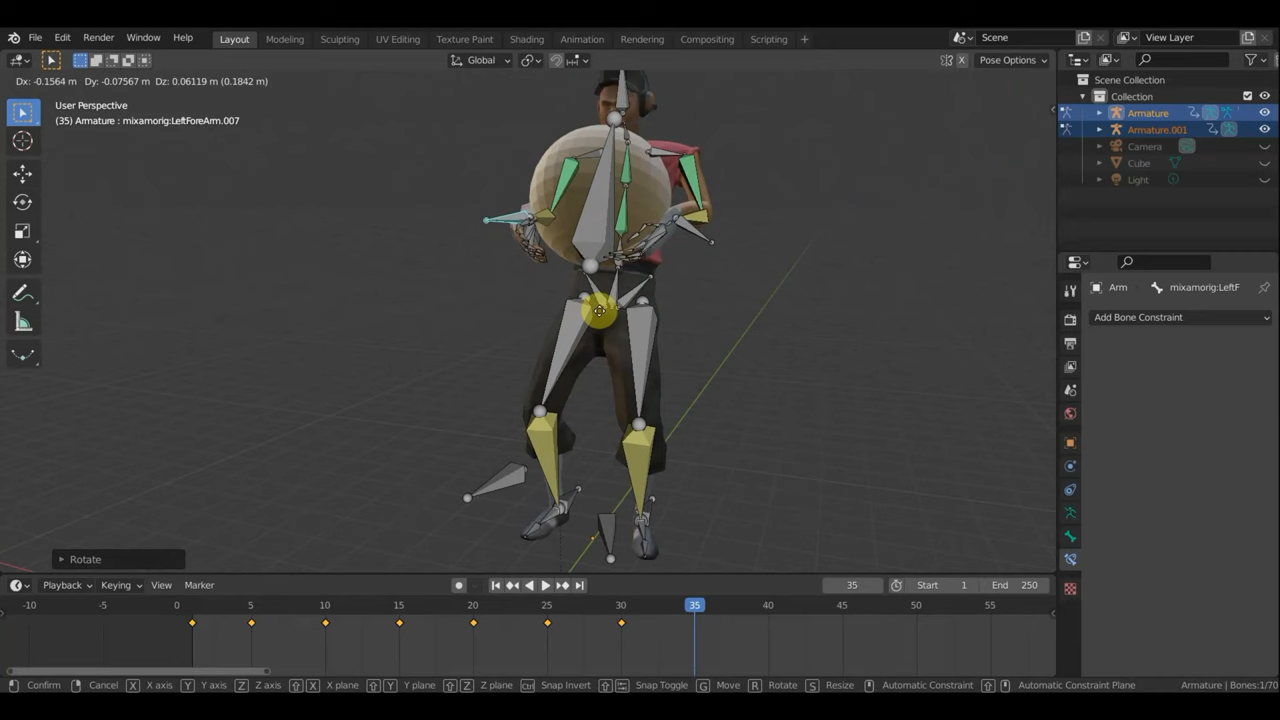 File Edit Render Window Help Layout Modeling Sculpting UV Editing Texture Paint Shading Animation Rendering Compositing Scripting + Scene View Layer
Global X Pose Options
Dx: -0.1564 m Dy: -0.07567 m Dz: 0.06119 m (0.1842 m)
User Perspective
(35) Armature : mixamorig:LeftForeArm.007
Scene Collection
Collection
Armature
Armature.001
Camera
Cube
Light
Arm mixamorig:LeftF
Add Bone Constraint
Rotate
Playback Keying View Marker 35 Start 1 End 250
-10 -5 0 5 10 15 20 25 30 35 40 45 50 55
Confirm Cancel X X axis Y Y axis Z Z axis X X plane Y Y plane Z Z plane Ctrl Snap Invert Snap Toggle G Move R Rotate S Resize Automatic Constraint Automatic Constraint Plane Armature | Bones:1/70